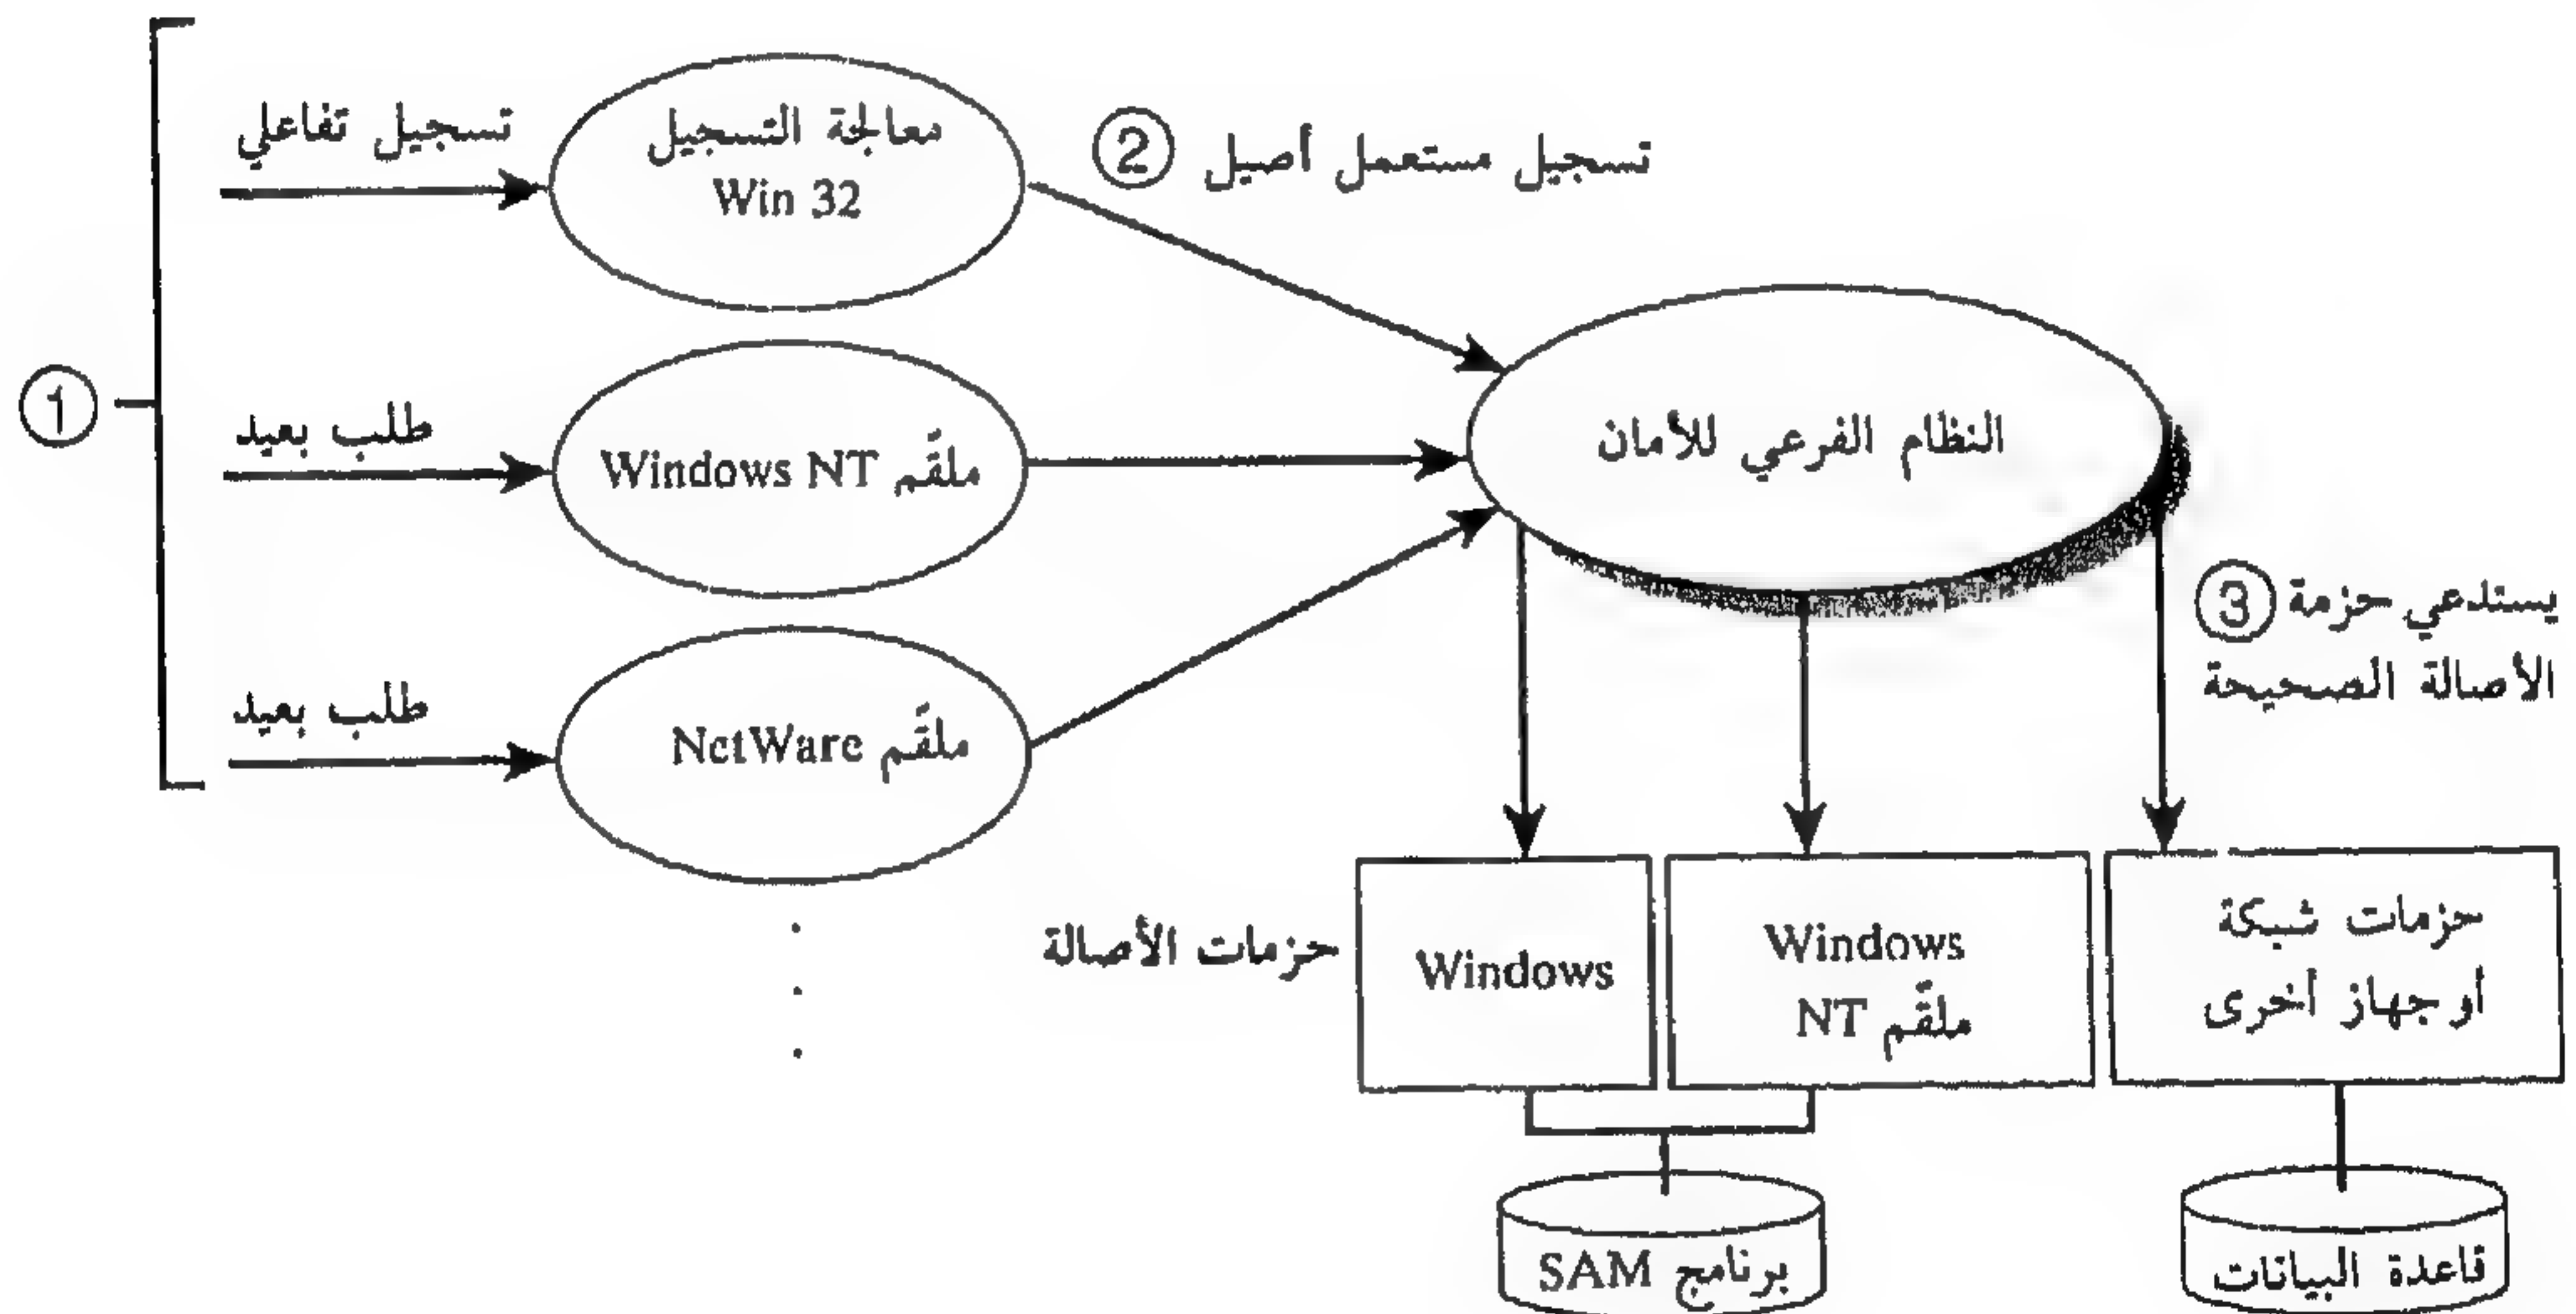 ①
تسجيل تفاعلي
معالجة التسجيل
Win 32
② تسجيل مستعمل أصيل
طلب بعيد
ملقّم Windows NT
النظام الفرعي للأمان
طلب بعيد
ملقّم NetWare
③ يستدعي حزمة
الأصالة الصحيحة
حزمات الأصالة
Windows
Windows
ملقّم NT
حزمات شبكة
أو جهاز أخرى
برنامج SAM
قاعدة البيانات